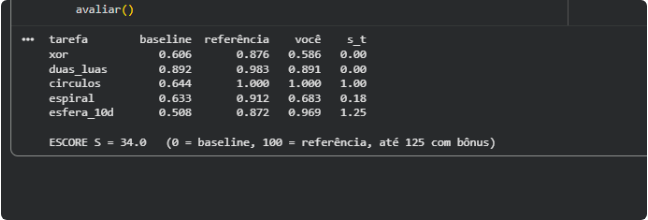 avaliar()
••• tarefa baseline referência você s_t
xor 0.606 0.876 0.586 0.00
duas_luas 0.892 0.983 0.891 0.00
circulos 0.644 1.000 1.000 1.00
espiral 0.633 0.912 0.683 0.18
esfera_10d 0.508 0.872 0.969 1.25
ESCORE S = 34.0 (0 = baseline, 100 = referência, até 125 com bônus)